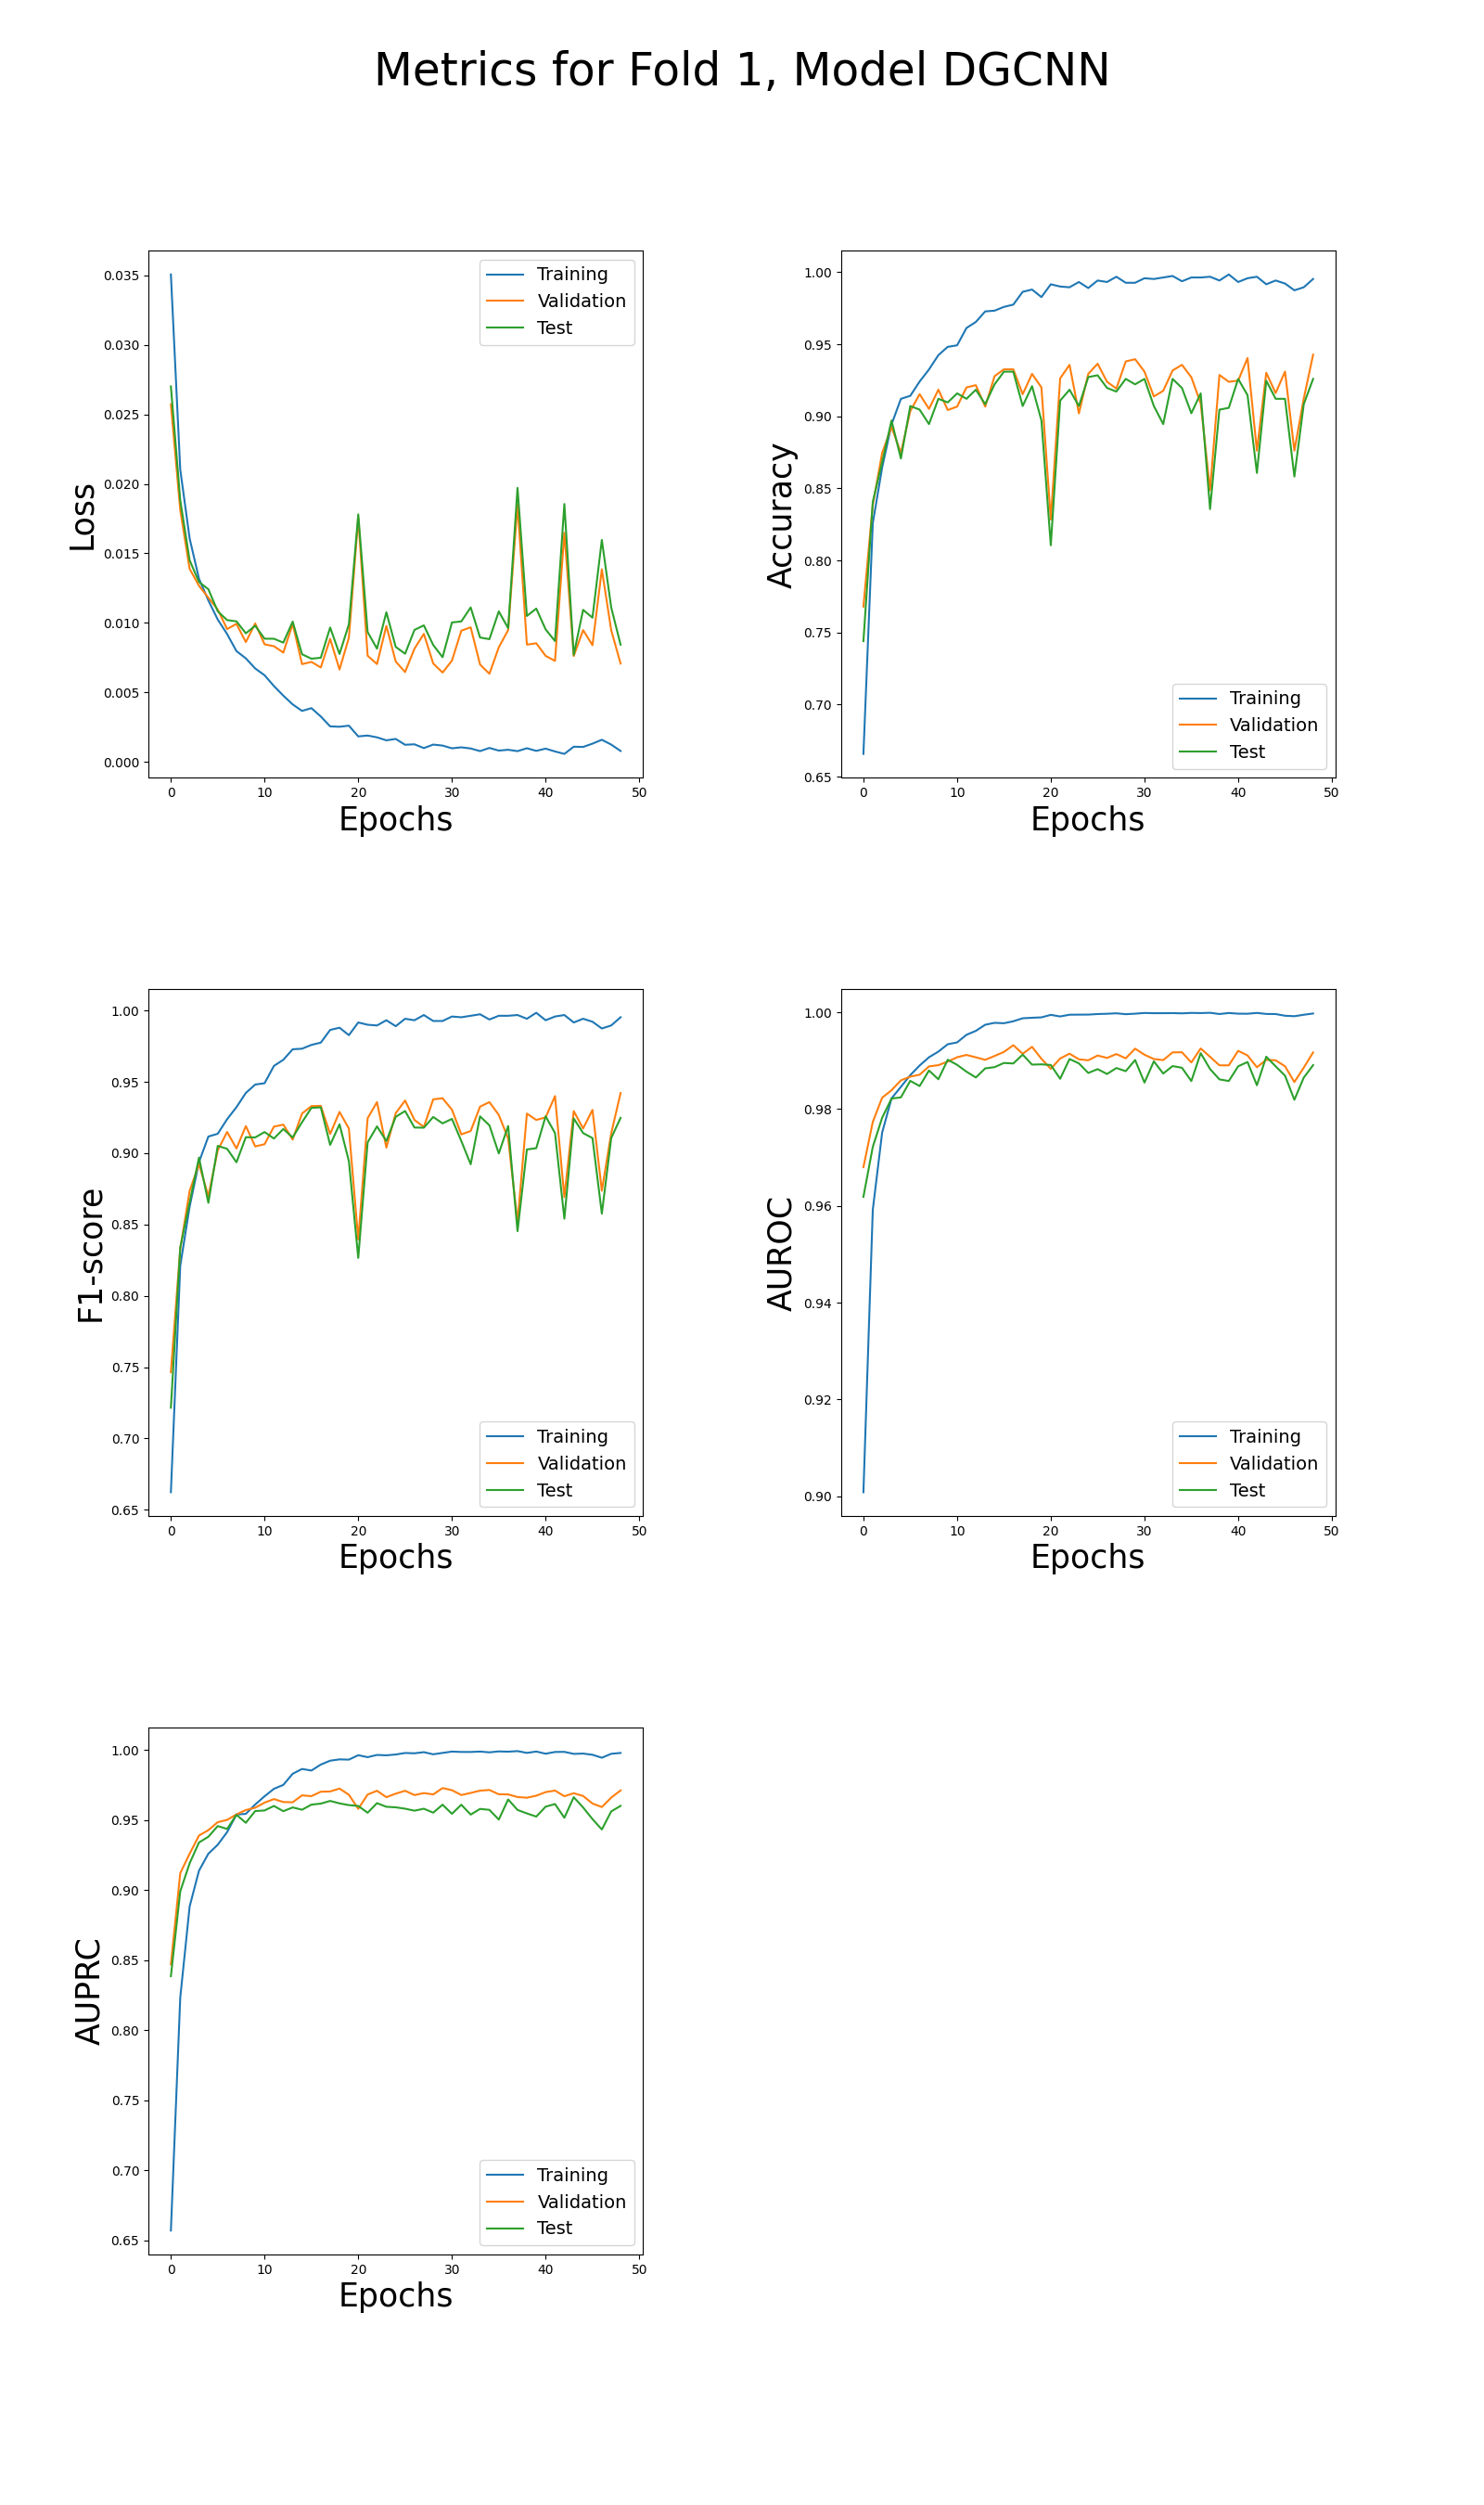 Metrics for Fold 1, Model DGCNN
Loss
0.035
0.030
0.025
0.020
0.015
0.010
0.005
0.000
Training
Validation
Test
0 10 20 30 40 50
Epochs
Accuracy
1.00
0.95
0.90
0.85
0.80
0.75
0.70
0.65
Training
Validation
Test
0 10 20 30 40 50
Epochs
F1-score
1.00
0.95
0.90
0.85
0.80
0.75
0.70
0.65
Training
Validation
Test
0 10 20 30 40 50
Epochs
AUROC
1.00
0.98
0.96
0.94
0.92
0.90
Training
Validation
Test
0 10 20 30 40 50
Epochs
AUPRC
1.00
0.95
0.90
0.85
0.80
0.75
0.70
0.65
Training
Validation
Test
0 10 20 30 40 50
Epochs